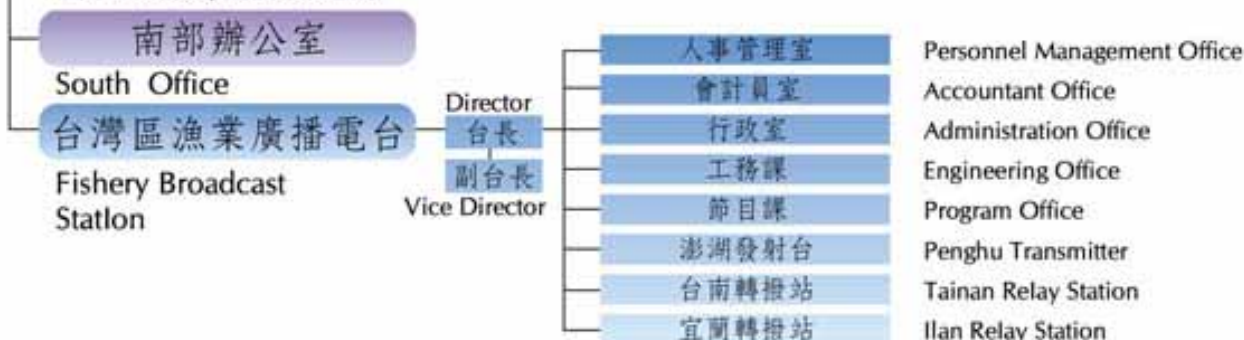 南部辦公室
South Office
台灣區漁業廣播電台
Fishery Broadcast
Statlon
Director
台長
副台長
Vice Director
人事管理室 Personnel Management Office
會計員室 Accountant Office
行政室 Administration Office
工務課 Engineering Office
節目課 Program Office
澎湖發射台 Penghu Transmitter
台南轉播站 Tainan Relay Station
宜蘭轉播站 Ilan Relay Station